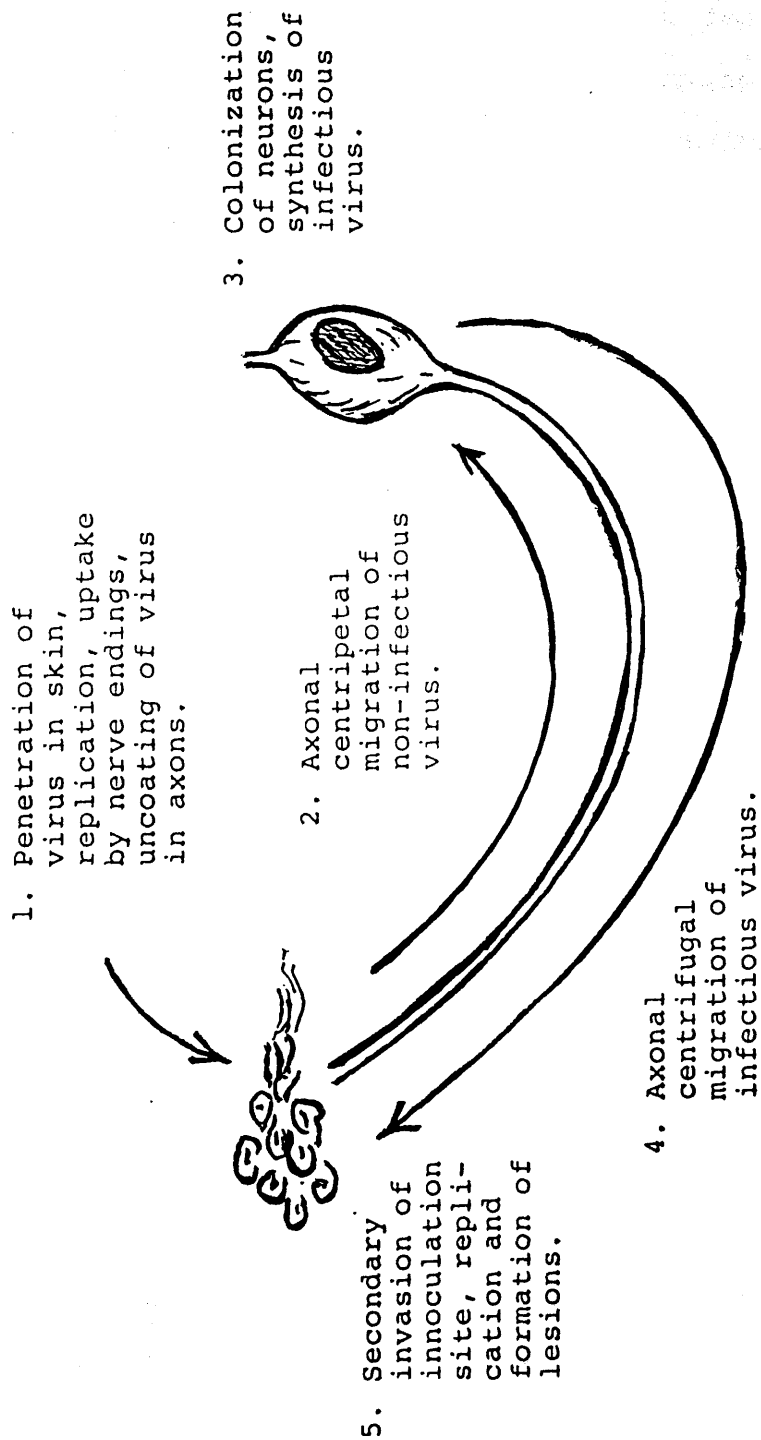 1. Penetration of
virus in skin,
replication, uptake
by nerve endings,
uncoating of virus
in axons.
2. Axonal
centripetal
migration of
non-infectious
virus.
3. Colonization
of neurons,
synthesis of
infectious
virus.
4. Axonal
centrifugal
migration of
infectious virus.
5. Secondary
invasion of
innoculation
site, repli-
cation and
formation of
lesions.